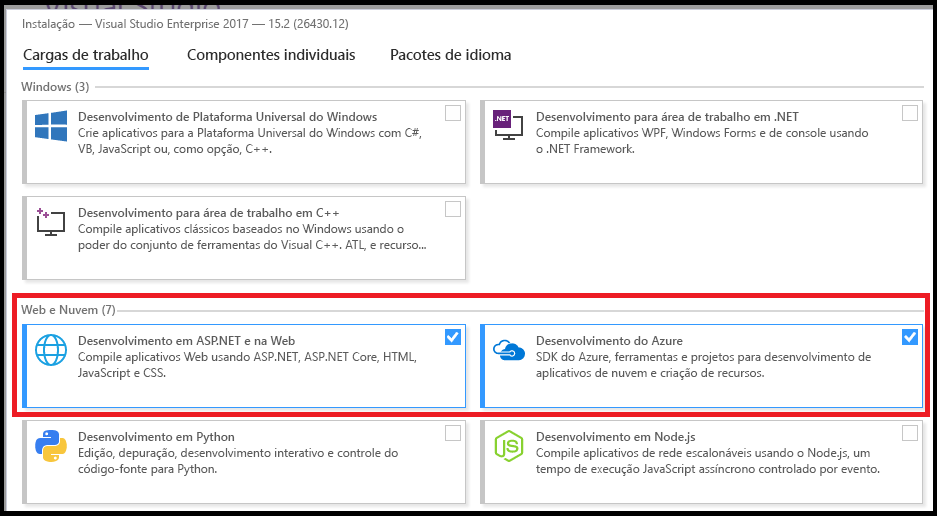 Instalação — Visual Studio Enterprise 2017 — 15.2 (26430.12)
Cargas de trabalho
Componentes individuais
Pacotes de idioma
Windows (3)
Desenvolvimento de Plataforma Universal do Windows
Crie aplicativos para a Plataforma Universal do Windows com C#,
VB, JavaScript ou, como opção, C++.
.NET
Desenvolvimento para área de trabalho em .NET
Compile aplicativos WPF, Windows Forms e de console usando
o .NET Framework.
Desenvolvimento para área de trabalho em C++
Compile aplicativos clássicos baseados no Windows usando o
poder do conjunto de ferramentas do Visual C++. ATL, e recurso...
Web e Nuvem (7)
Desenvolvimento em ASP.NET e na Web
Compile aplicativos Web usando ASP.NET, ASP.NET Core, HTML,
JavaScript e CSS.
Desenvolvimento do Azure
SDK do Azure, ferramentas e projetos para desenvolvimento de
aplicativos de nuvem e criação de recursos.
Desenvolvimento em Python
Edição, depuração, desenvolvimento interativo e controle do
código-fonte para Python.
Desenvolvimento em Node.js
Compile aplicativos de rede escalonáveis usando o Node.js, um
tempo de execução JavaScript assíncrono controlado por evento.